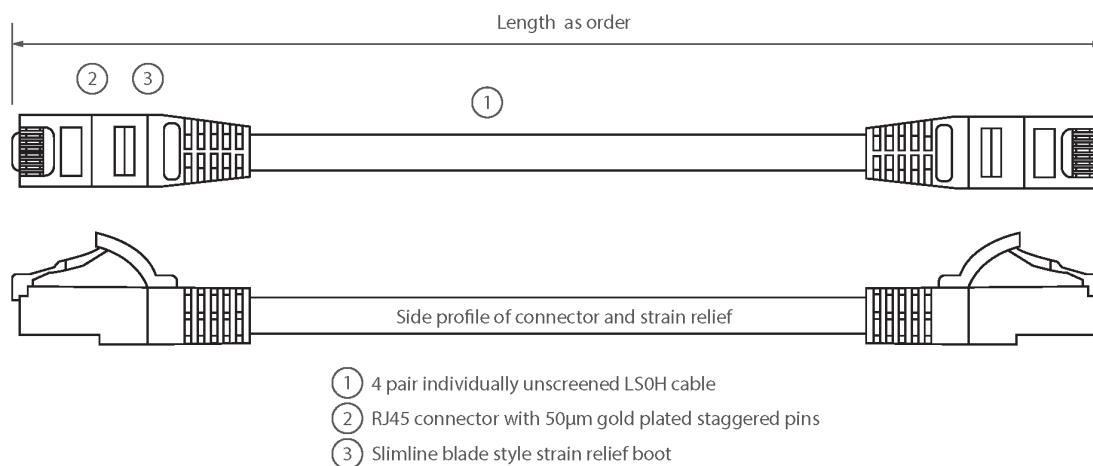 Length as order
2 3
1
Side profile of connector and strain relief
1 4 pair individually unscreened LS0H cable
2 RJ45 connector with 50µm gold plated staggered pins
3 Slimline blade style strain relief boot